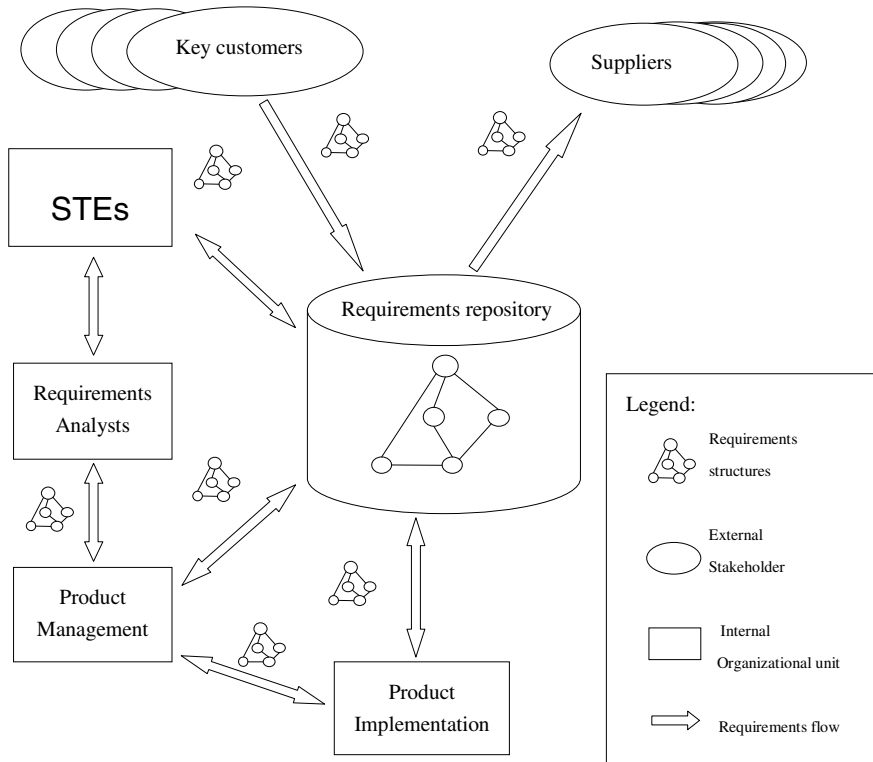 Key customers
Suppliers
STEs
Requirements repository
Requirements
Analysts
Product
Management
Product
Implementation
Legend:
Requirements
structures
External
Stakeholder
Internal
Organizational unit
Requirements flow